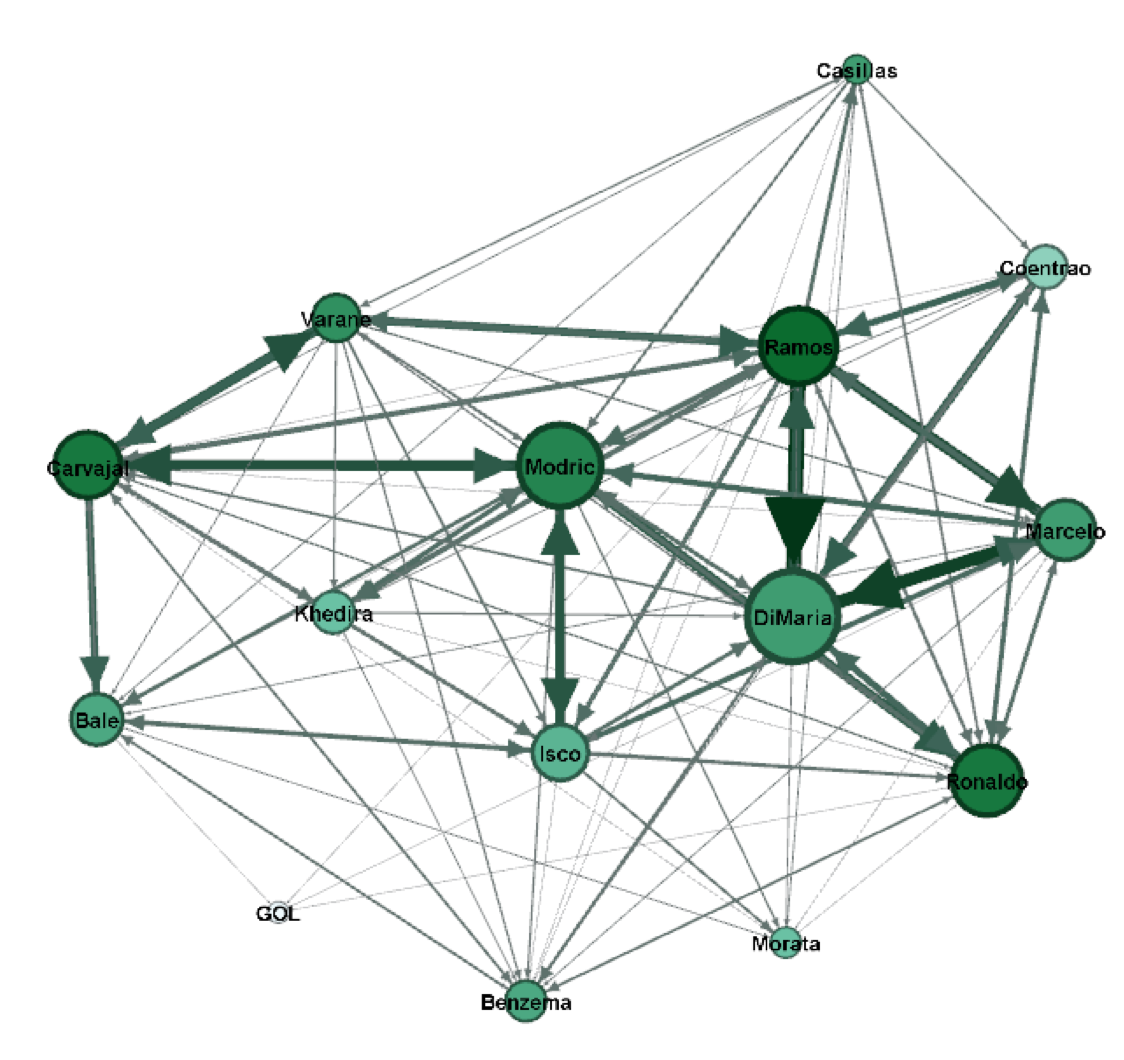 Casillas
Coentrao
Varane
Ramos
Carvajal
Modric
Marcelo
Khedira
DiMaria
Bale
Isco
Ronaldo
GOL
Morata
Benzema